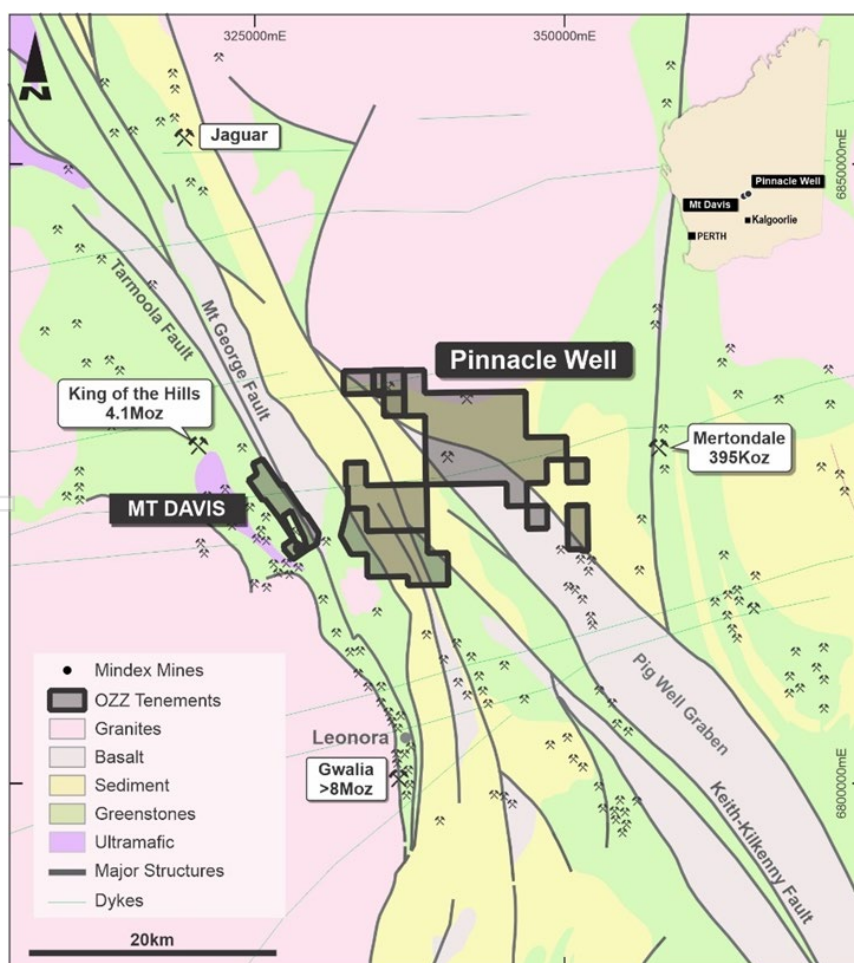 325000mE
350000mE
N
Jaguar
6850000mE
Pinnacle Well
Mt Davis
Kalgoorlie
PERTH
Tarmoola Fault
Mt George Fault
Pinnacle Well
King of the Hills
4.1Moz
Mertondale
395Koz
MT DAVIS
Pig Well Graben
Mindex Mines
OZZ Tenements
Granites
Basalt
Sediment
Greenstones
Ultramafic
Major Structures
Dykes
Leonora
Gwalia
>8Moz
6800000mE
Keith-Kilkenny Fault
20km